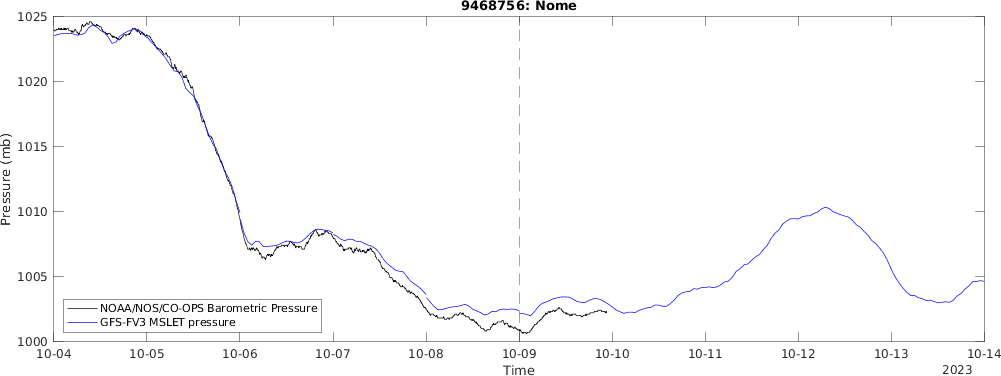 9468756: Nome
1025
1020
1015
1010
1005
1000
Pressure (mb)
NOAA/NOS/CO-OPS Barometric Pressure
GFS-FV3 MSLET pressure
10-04 10-05 10-06 10-07 10-08 10-09 10-10 10-11 10-12 10-13 10-14
Time
2023